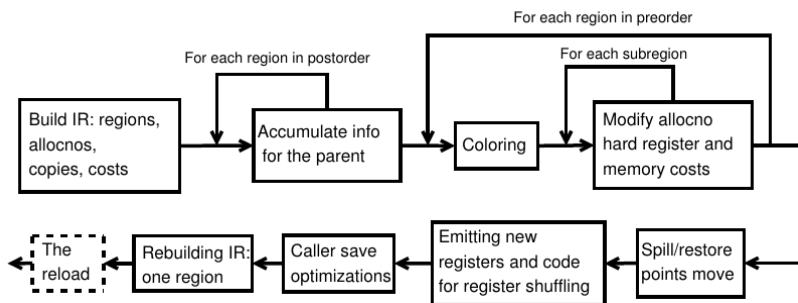 For each region in preorder
For each region in postorder
For each subregion
Build IR: regions,
allocnos,
copies, costs
Accumulate info
for the parent
Coloring
Modify allocno
hard register and
memory costs
The
reload
Rebuilding IR:
one region
Caller save
optimizations
Emitting new
registers and code
for register shuffling
Spill/restore
points move